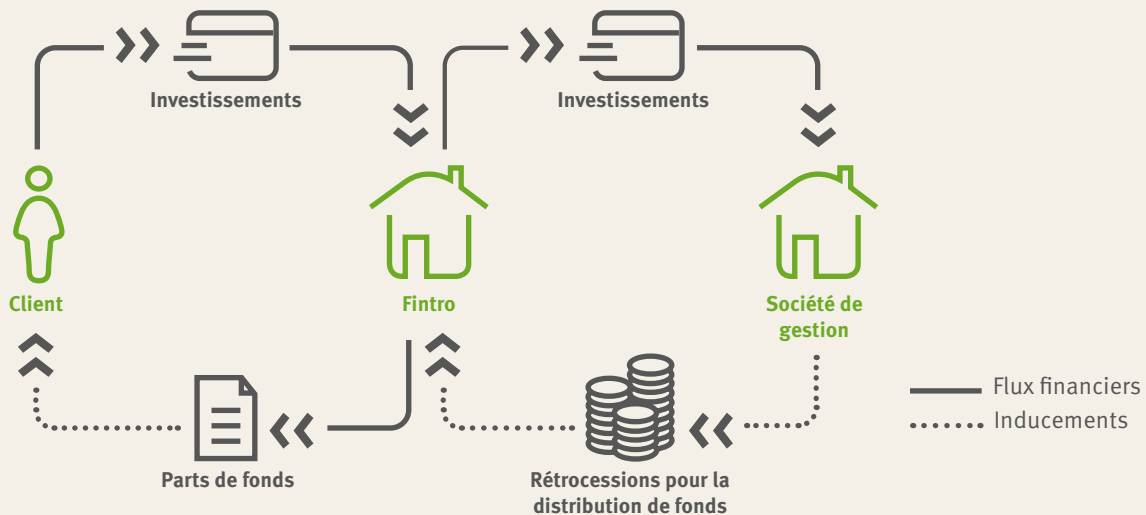 Investissements
Investissements
Client
Fintro
Société de
gestion
Flux financiers
Inducements
Parts de fonds
Rétrocessions pour la
distribution de fonds